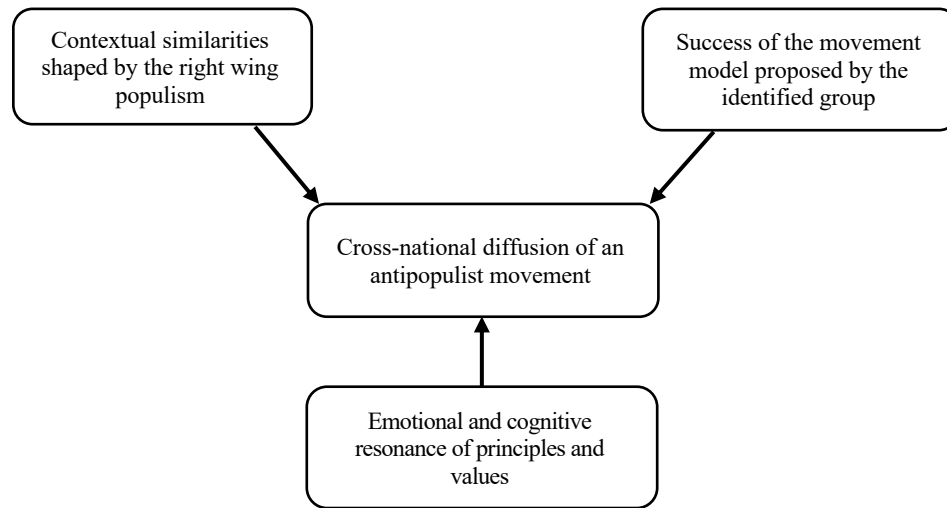 Contextual similarities
shaped by the right wing
populism
Success of the movement
model proposed by the
identified group
Cross-national diffusion of an
antipopulist movement
Emotional and cognitive
resonance of principles and
values